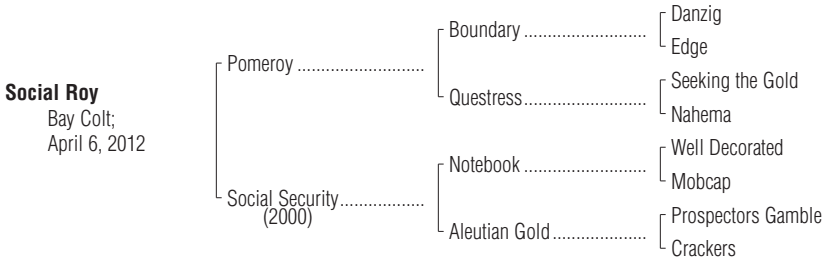 Social Roy
Bay Colt;
April 6, 2012
Pomeroy ............................
Social Security..................
(2000)
Boundary ............................
Questress...........................
Notebook ...........................
Aleutian Gold.....................
Danzig
Edge
Seeking the Gold
Nahema
Well Decorated
Mobcap
Prospectors Gamble
Crackers